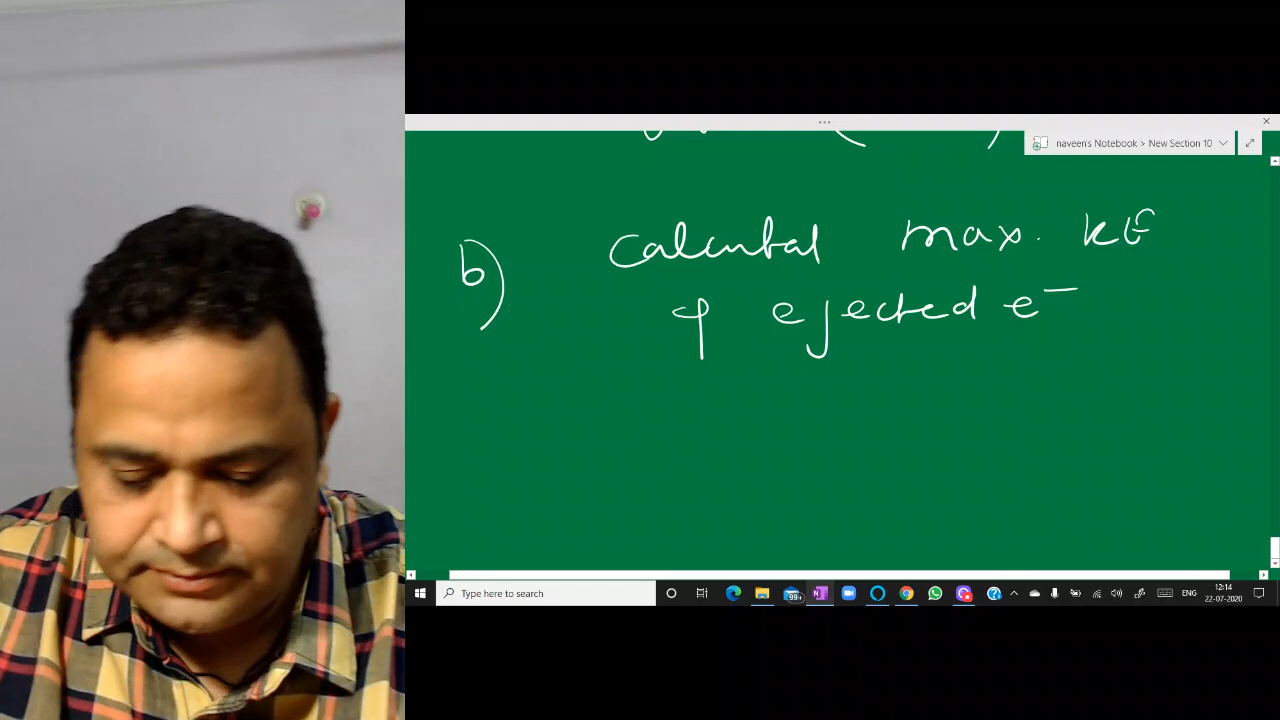 naveen's Notebook > New Section 10
b) Calcutal max. KE
of ejected e⁻
Type here to search
99+
ENG
12:14
22-07-2020